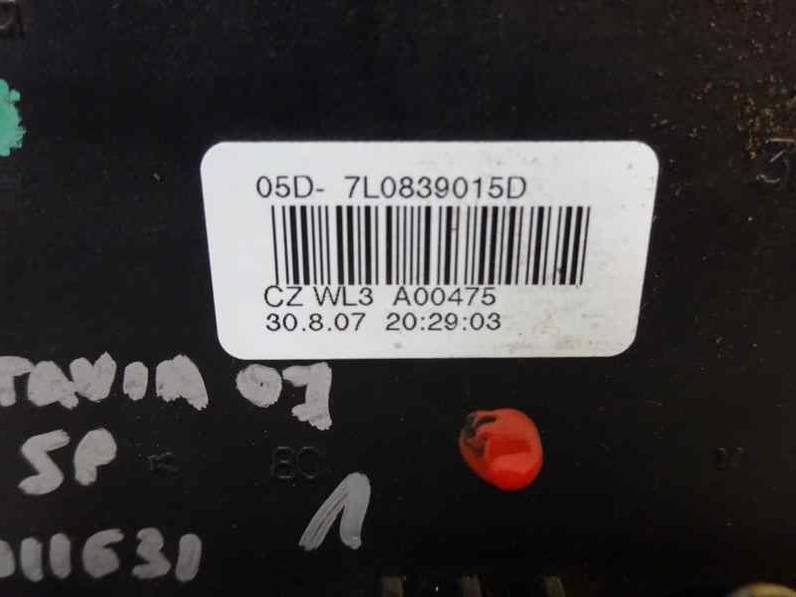 05D- 7L0839015D
CZ WL3 A00475
30.8.07 20:29:03
TAVIA 07
SP
80
1
11631